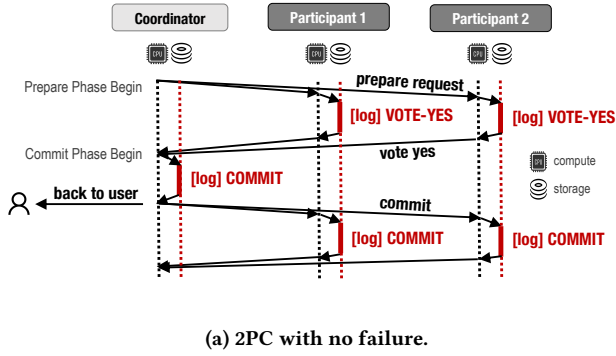 Coordinator
Participant 1
Participant 2
CPU
CPU
CPU
Prepare Phase Begin
prepare request
[log] VOTE-YES
[log] VOTE-YES
Commit Phase Begin
vote yes
CPU
compute
[log] COMMIT
storage
back to user
commit
[log] COMMIT
[log] COMMIT
(a) 2PC with no failure.